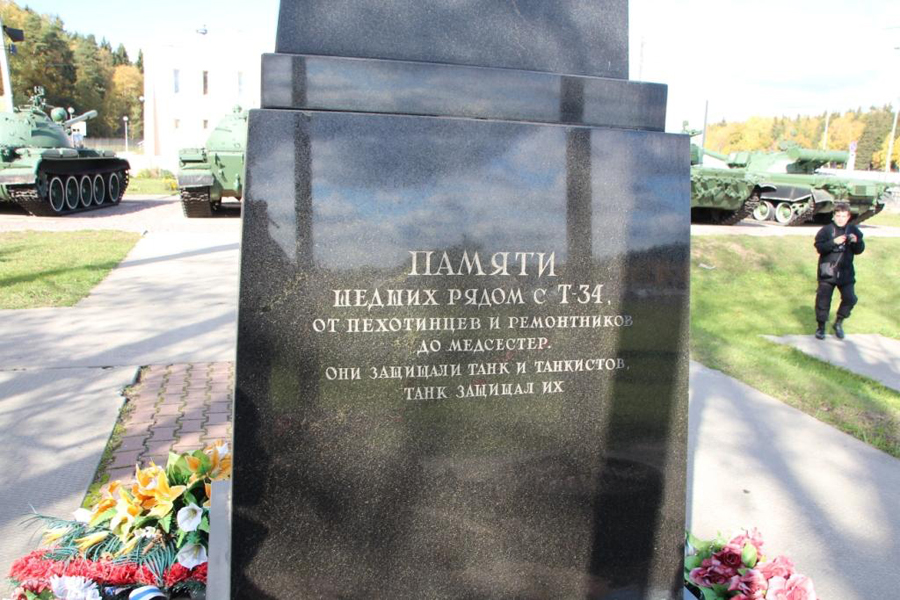 ПАМЯТИ
ШЕДШИХ РЯДОМ С Т-34,
ОТ ПЕХОТИНЦЕВ И РЕМОНТНИКОВ
ДО МЕДСЕСТЕР.
ОНИ ЗАЩИЩАЛИ ТАНК И ТАНКИСТОВ,
ТАНК ЗАЩИЩАЛ ИХ